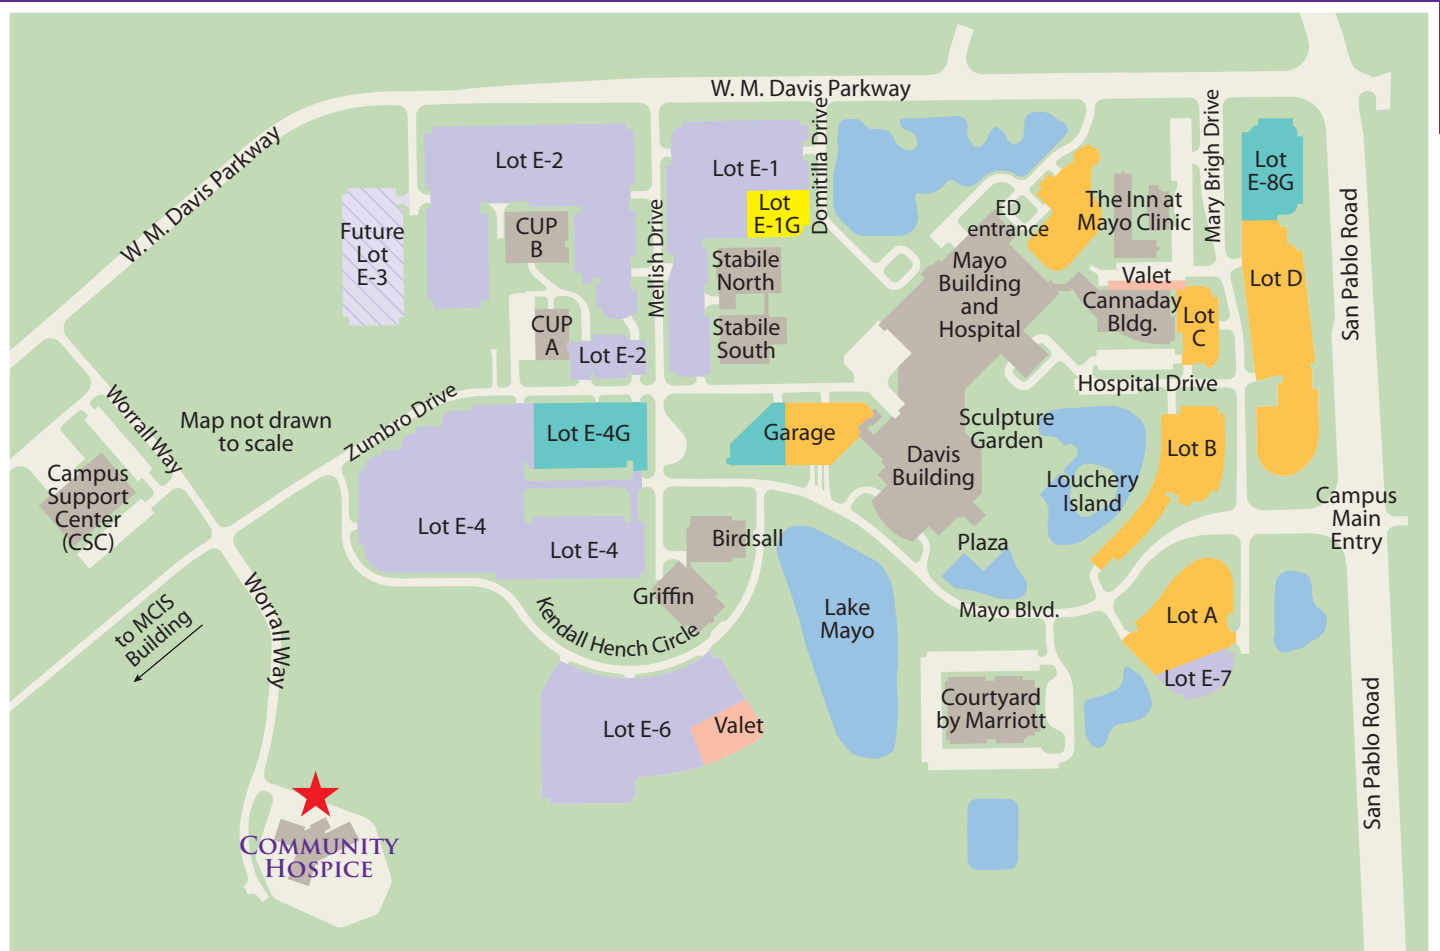 W. M. Davis Parkway
W. M. Davis Parkway
Domitilla Drive
Mary Brigh Drive
Lot
E-8G
Lot E-2
Lot E-1
Lot
E-1G
San Pablo Road
Future
Lot
E-3
CUP
B
Mellish Drive
ED
entrance
The Inn at
Mayo Clinic
Stabile
North
Mayo
Building
and
Hospital
Valet
Cannaday
Bldg.
Lot D
Lot
C
CUP
A
Lot E-2
Stabile
South
Hospital Drive
Worrall Way
Map not drawn
to scale
Zumbro Drive
Lot E-4G
Garage
Sculpture
Garden
Davis
Building
Lot B
Campus
Support
Center
(CSC)
Louchery
Island
Campus
Main
Entry
Lot E-4
Lot E-4
Birdsall
Plaza
Griffin
Worrall Way
to MCIS
Building
Kendall Hench Circle
Lake
Mayo
Mayo Blvd.
Lot A
Lot E-7
Courtyard
by Marriott
San Pablo Road
Lot E-6
Valet
COMMUNITY
HOSPICE